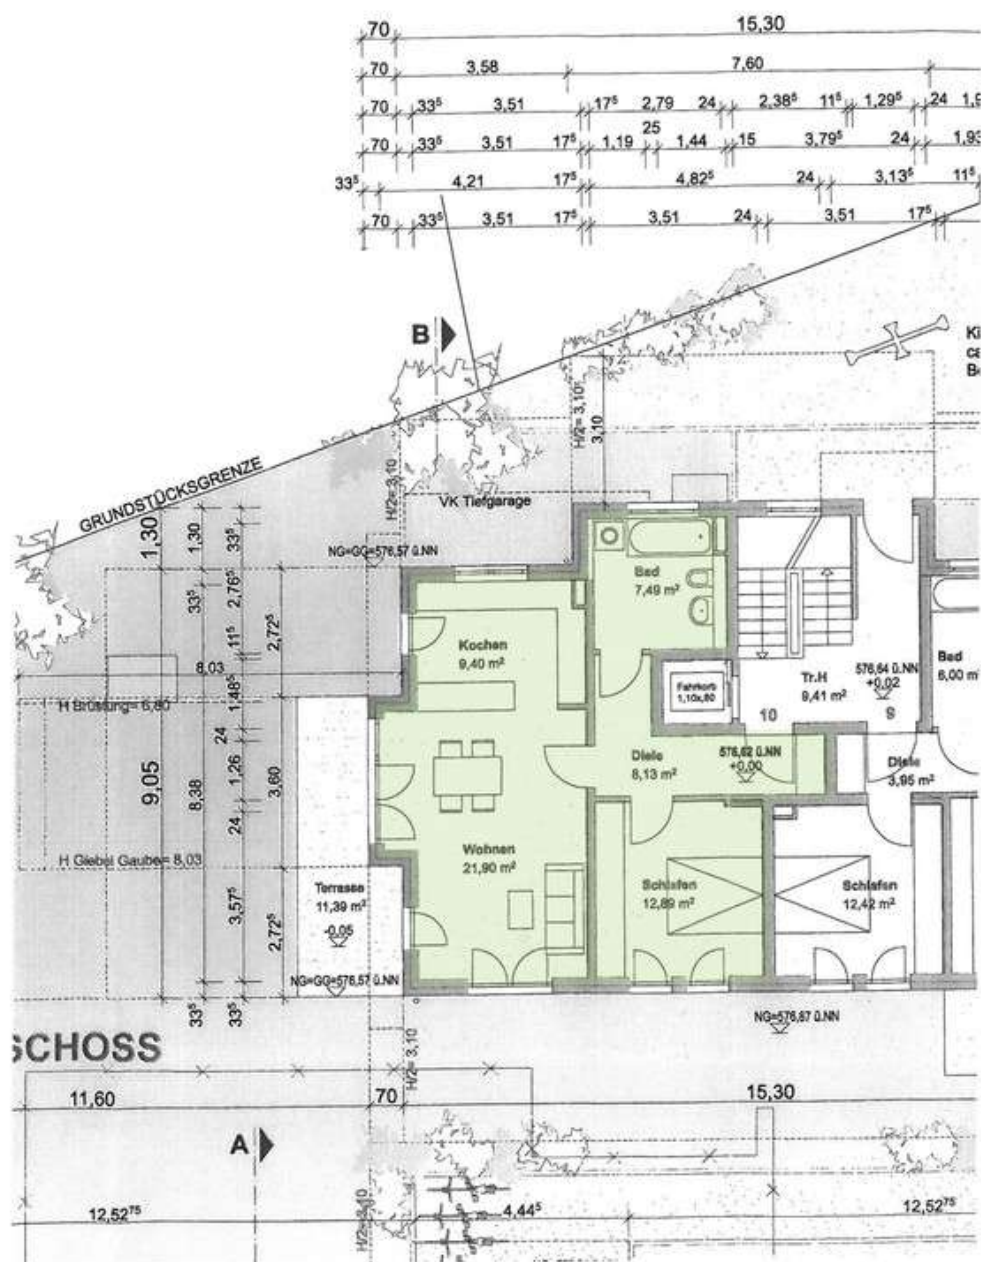 70 15,30
70 3,58 7,60
70 33⁵ 3,51 17⁵ 2,79 24 2,38⁵ 11⁵ 1,29⁵ 24
25
70 33⁵ 3,51 17⁵ 1,19 1,44 15 3,79⁵ 24 1,93
33⁵ 4,21 17⁵ 4,82⁵ 24 3,13⁵ 11⁵
70 33⁵ 3,51 17⁵ 3,51 24 3,51 17⁵
B
Ki
ca
H/2= 3,10⁵
3,10
GRUNDSTÜCKSGRENZE
H/2= 3,10
VK Tiefgarage
1,30
1,30
33⁵
NG=GG=576,57 ü.NN
Bad
7,49 m²
33⁵
2,76⁵
2,72⁵
11⁵
Kochen
9,40 m²
8,03
Fahrkorb
1,10x,80
Tr.H
9,41 m²
576,64 ü.NN
+0,02
Bad
6,00 m²
H Brüstung= 6,80
1,48⁵
10
9
24
9,05
8,38
1,26
3,60
Diele
8,13 m²
576,62 ü.NN
+0,00
Diele
3,95 m²
24
H Giebel Gaube= 8,03
Wohnen
21,90 m²
Terrasse
11,39 m²
-0,05
Schlafen
12,89 m²
Schlafen
12,42 m²
3,57⁵
2,72⁵
NG=GG=576,57 ü.NN
33⁵
33⁵
NG=576,57 ü.NN
SCHOSS
H/2= 3,10
11,60 70 15,30
A
H/2= 3,10
12,52⁷⁵ 4,44⁵ 12,52⁷⁵